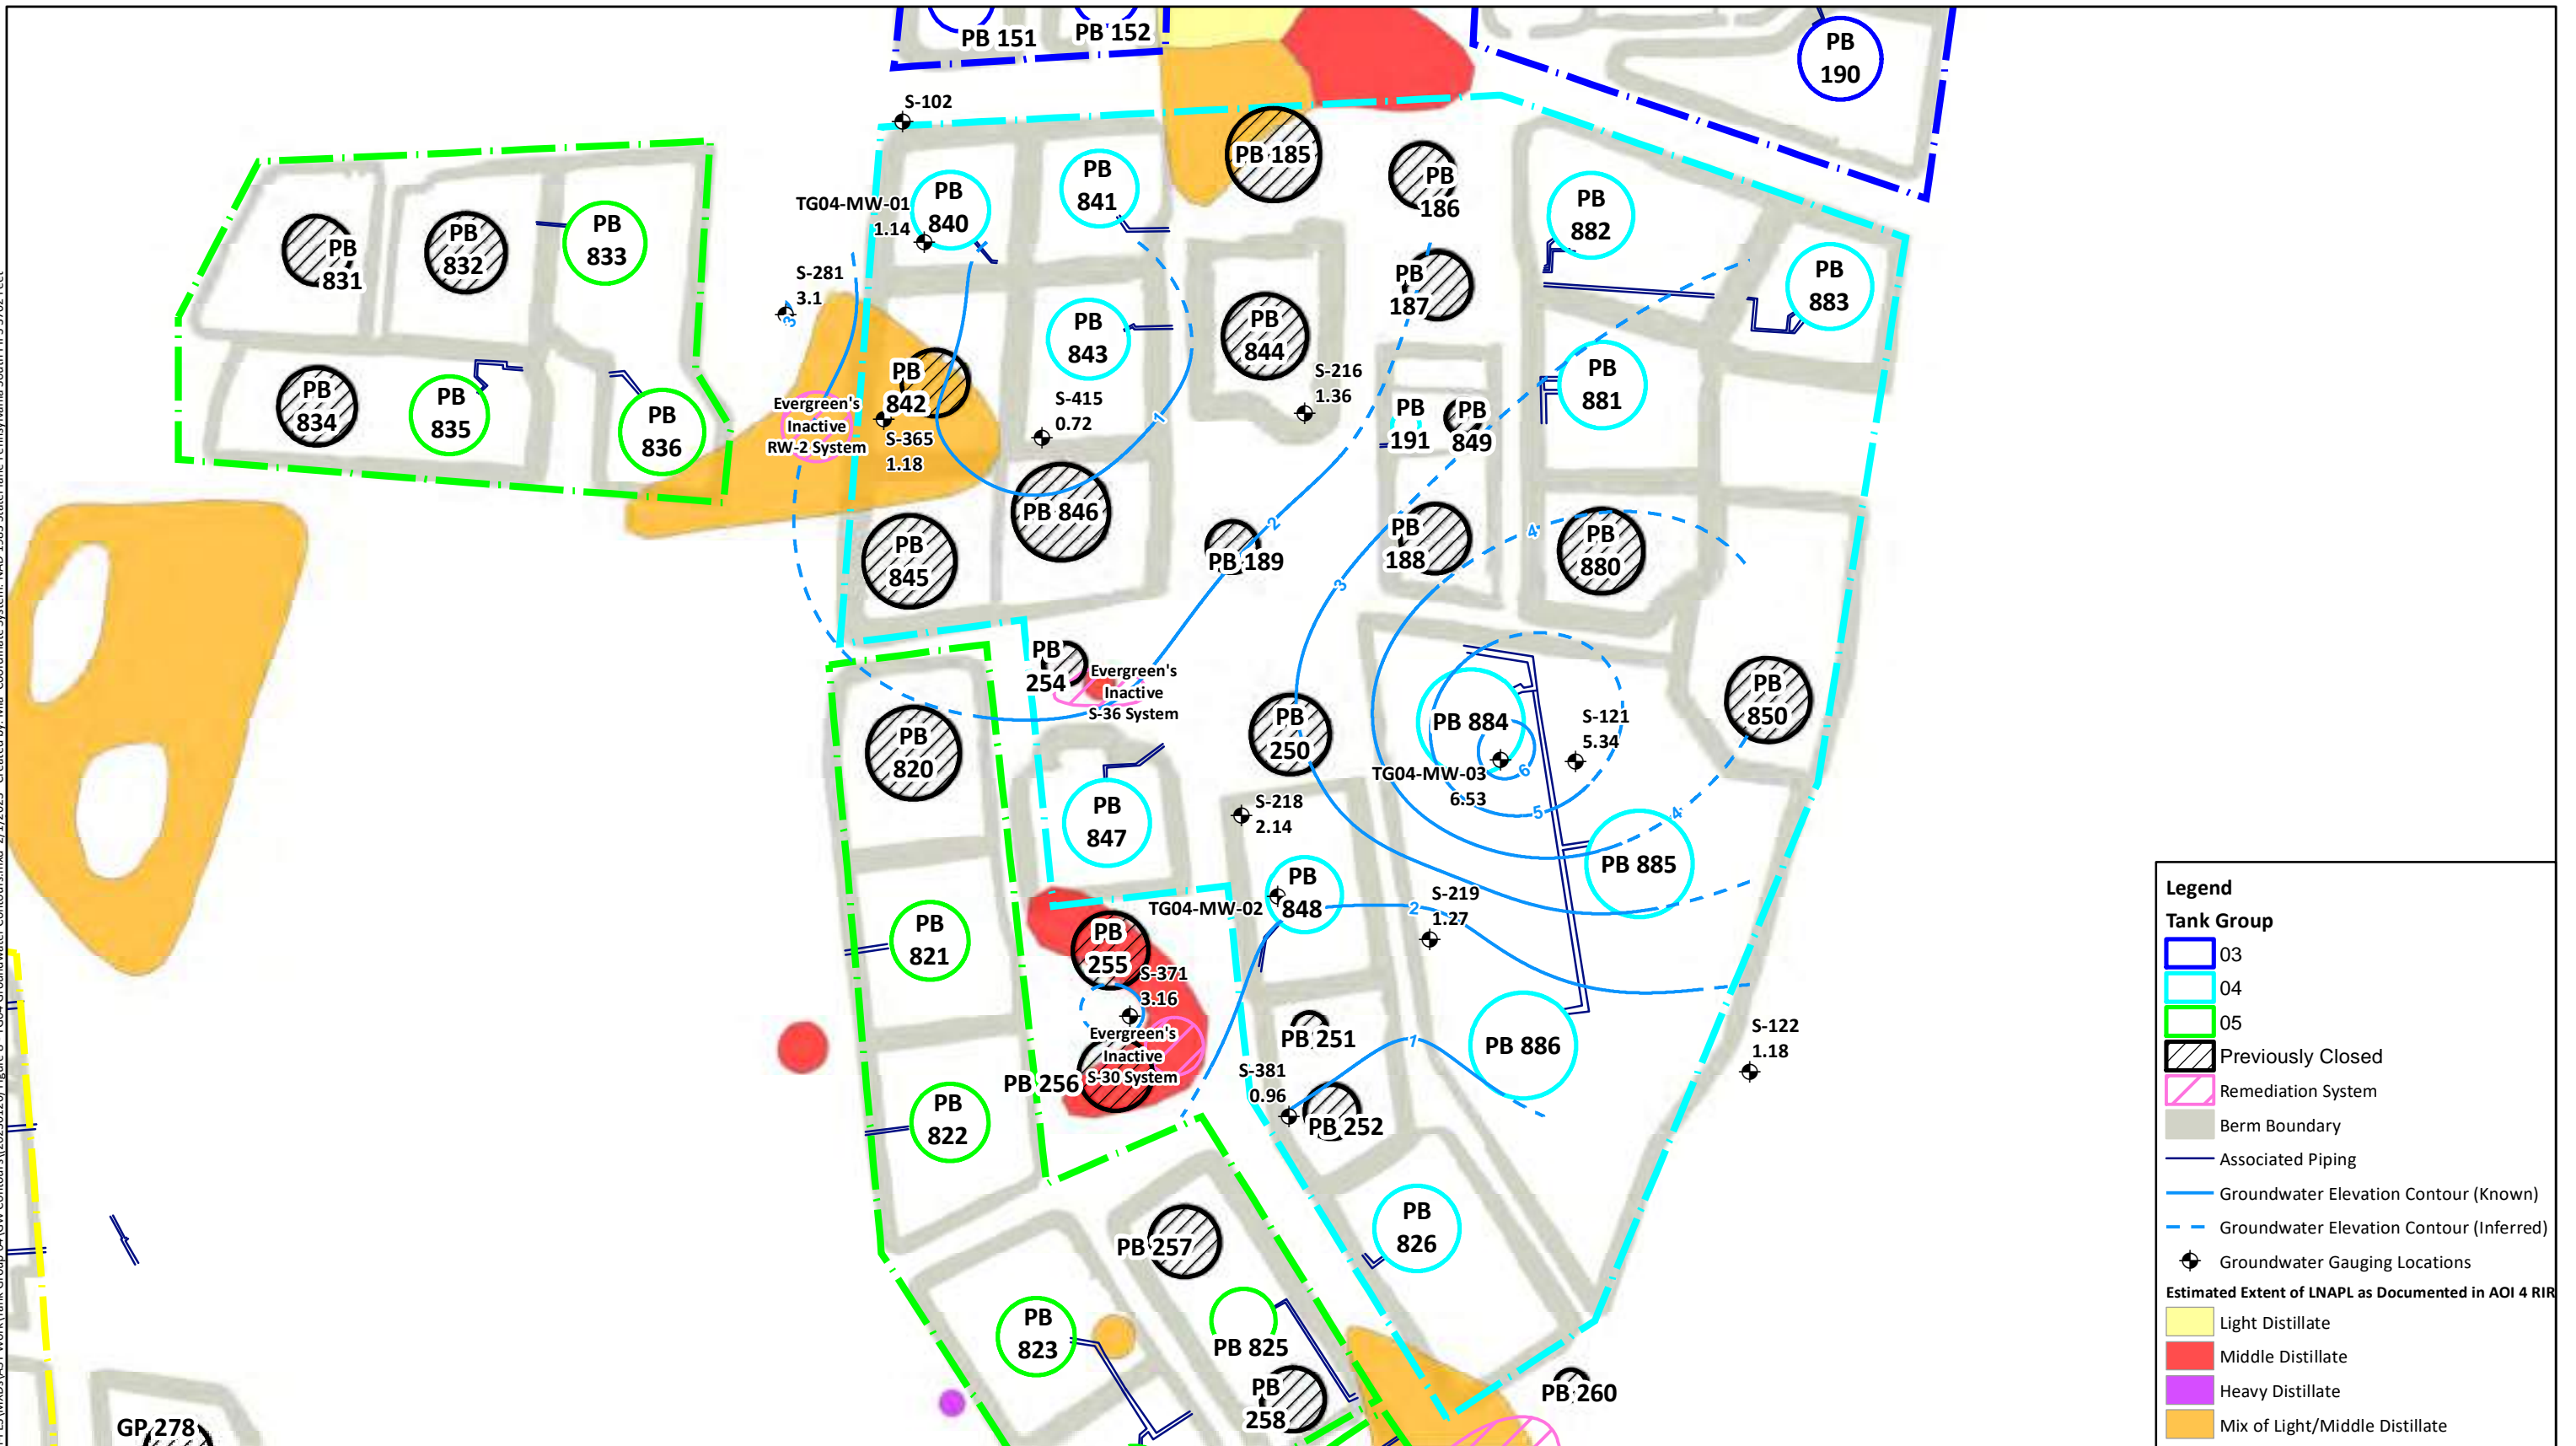 PB 151
PB 152
PB
190
S-102
PB 185
PB
186
PB
840
PB
841
PB
882
TG04-MW-01
1.14
PB
831
PB
832
PB
833
S-281
3.1
3
PB
187
PB
883
PB
843
PB
844
S-216
1.36
PB
842
PB
834
PB
835
PB
836
Evergreen's
Inactive
RW-2 System
S-365
1.18
S-415
0.72
1
PB
191
PB
849
PB
881
PB 846
2
PB 189
PB
188
4
PB
880
PB
845
3
PB
254
Evergreen's
Inactive
S-36 System
PB
850
PB
820
PB
250
PB 884
S-121
5.34
TG04-MW-03
6.53
6
5
4
PB
847
S-218
2.14
PB 885
PB
848
TG04-MW-02
2
S-219
1.27
PB
821
PB
255
S-371
3.16
Evergreen's
Inactive
S-30 System
PB 256
PB 251
1
PB 886
S-122
1.18
S-381
0.96
PB 252
PB
822
PB
826
PB 257
PB
823
PB 825
PB
258
PB 260
GP 278
Legend
Tank Group
03
04
05
Previously Closed
Remediation System
Berm Boundary
Associated Piping
Groundwater Elevation Contour (Known)
Groundwater Elevation Contour (Inferred)
Groundwater Gauging Locations
Estimated Extent of LNAPL as Documented in AOI 4 RIR
Light Distillate
Middle Distillate
Heavy Distillate
Mix of Light/Middle Distillate